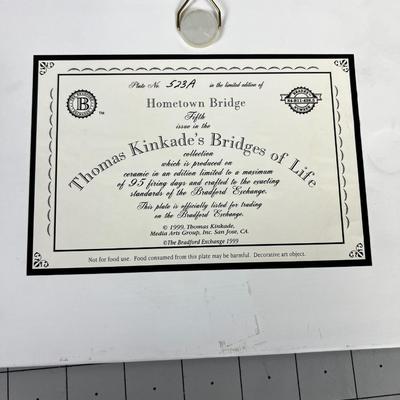 Plate No. 523A in the limited edition of
Hometown Bridge
Fifth
issue in the
Thomas Kinkade's Bridges of Life
collection
which is produced on
ceramic in an edition limited to a maximum
of 95 firing days and crafted to the exacting
standards of the Bradford Exchange.
This plate is officially listed for trading
on the Bradford Exchange.
© 1999, Thomas Kinkade,
Media Arts Group, Inc. San Jose, CA.
©The Bradford Exchange 1999
Not for food use. Food consumed from this plate may be harmful. Decorative art object.
B
TM